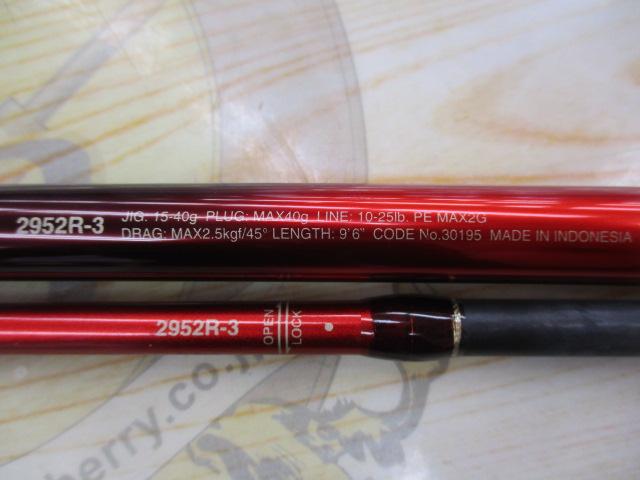 2952R-3 JIG: 15-40g PLUG: MAX40g LINE: 10-25lb. PE MAX2G
DRAG: MAX2.5kgf/45° LENGTH: 9'6" CODE No.30195 MADE IN INDONESIA
2952R-3 OPEN LOCK
berry.co.j